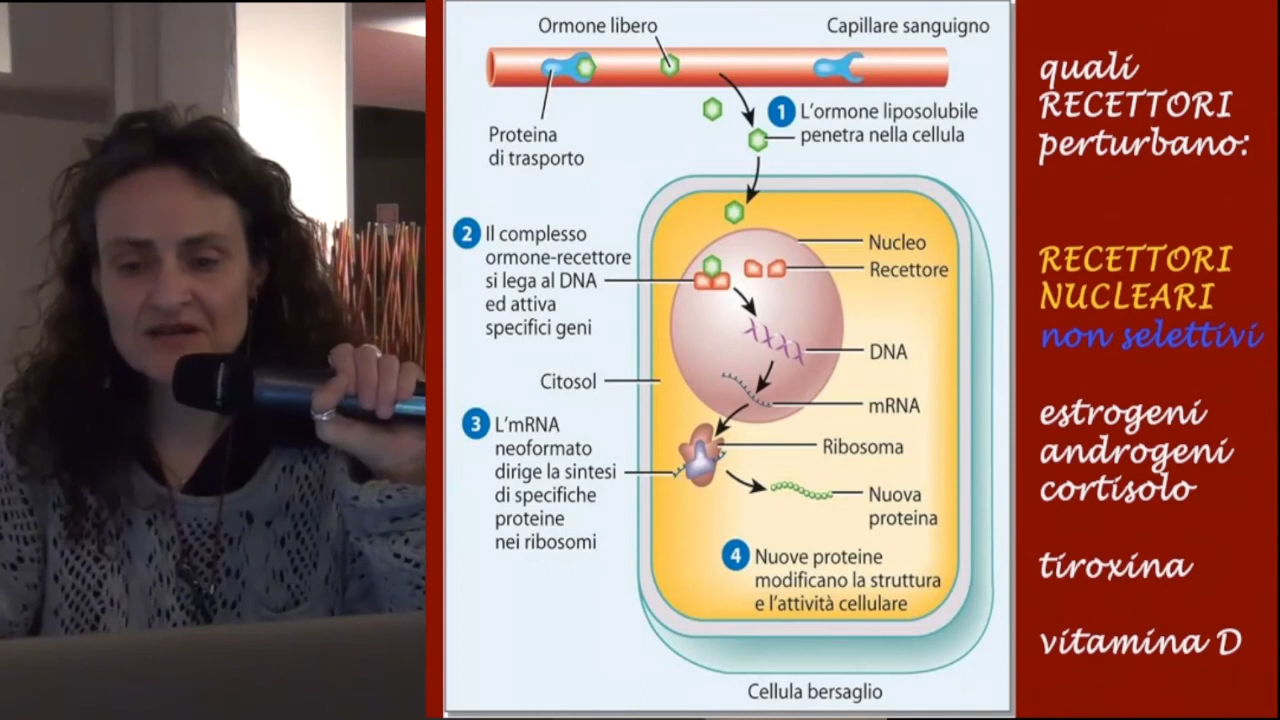 Ormone libero
Capillare sanguigno
Proteina
di trasporto
1 L'ormone liposolubile
penetra nella cellula
2 Il complesso
ormone-recettore
si lega al DNA
ed attiva
specifici geni
Nucleo
Recettore
DNA
Citosol
mRNA
3 L'mRNA
neoformato
dirige la sintesi
di specifiche
proteine
nei ribosomi
Ribosoma
Nuova
proteina
4 Nuove proteine
modificano la struttura
e l'attività cellulare
Cellula bersaglio
quali
RECETTORI
perturbano:
RECETTORI
NUCLEARI
non selettivi
estrogeni
androgeni
cortisolo
tiroxina
vitamina D